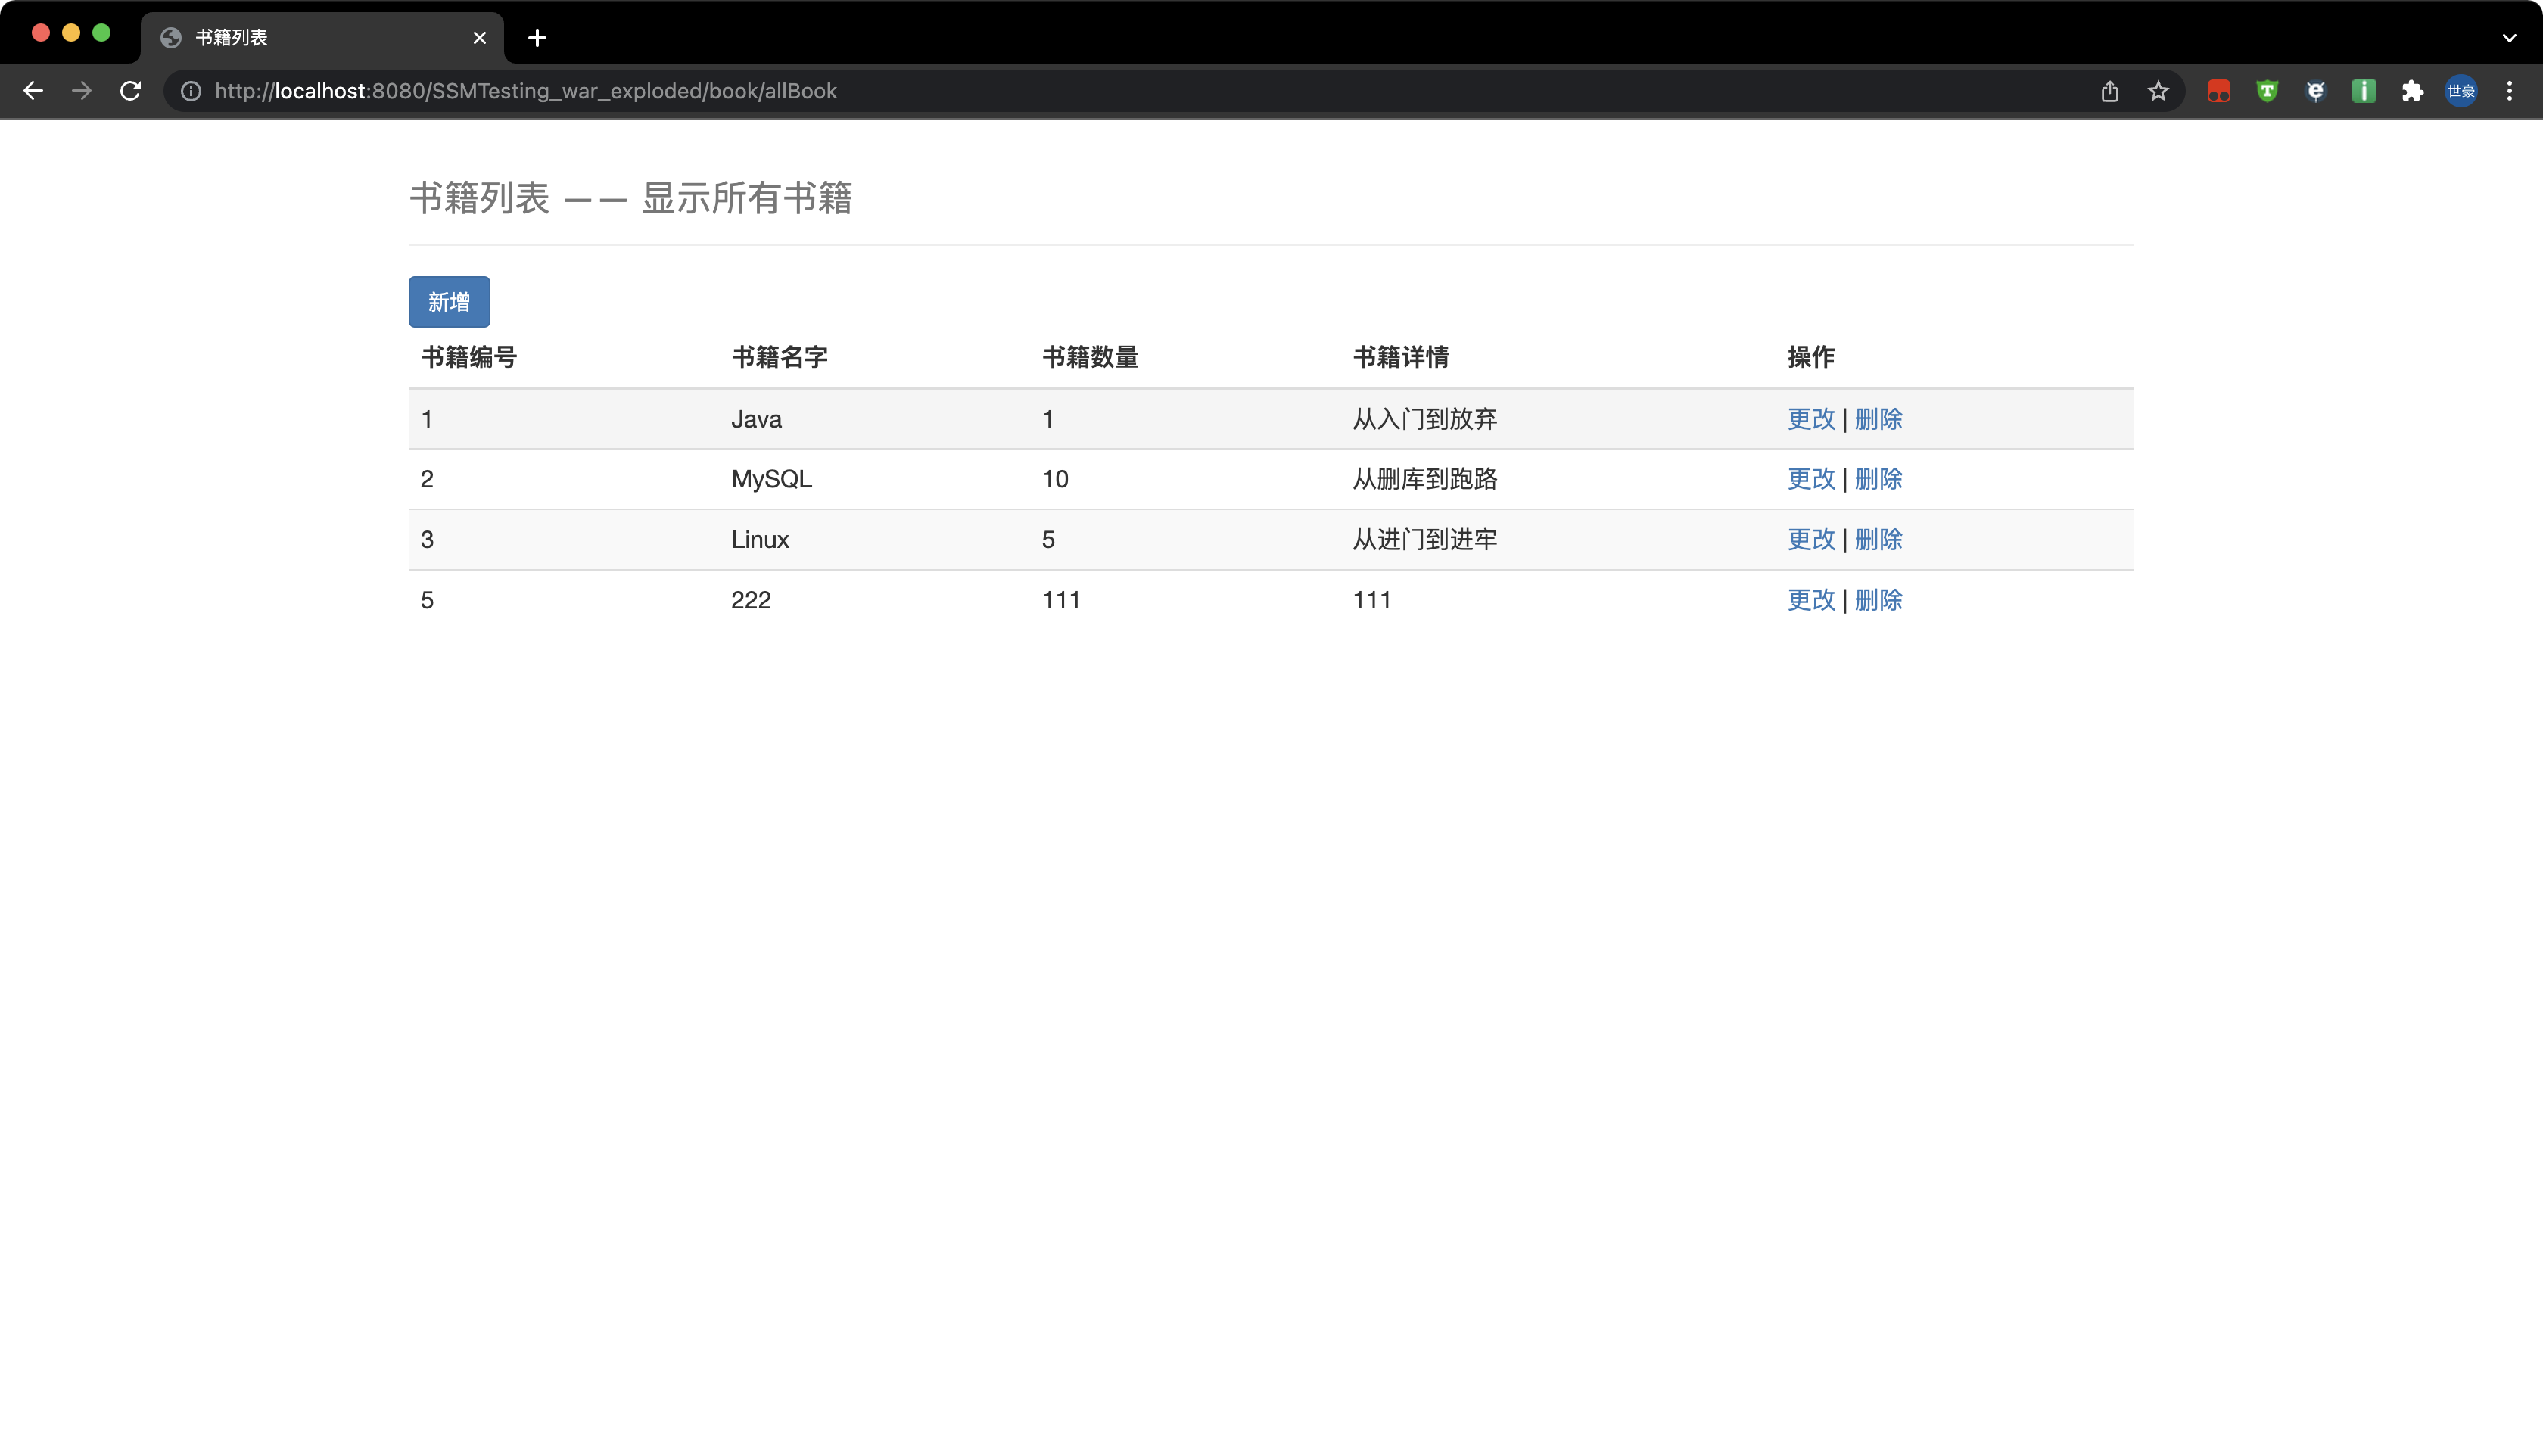 书籍列表
http://localhost:8080/SSMTesting_war_exploded/book/allBook
世豪
书籍列表 —— 显示所有书籍
新增
书籍编号 书籍名字 书籍数量 书籍详情 操作
1 Java 1 从入门到放弃 更改 | 删除
2 MySQL 10 从删库到跑路 更改 | 删除
3 Linux 5 从进门到进牢 更改 | 删除
5 222 111 111 更改 | 删除